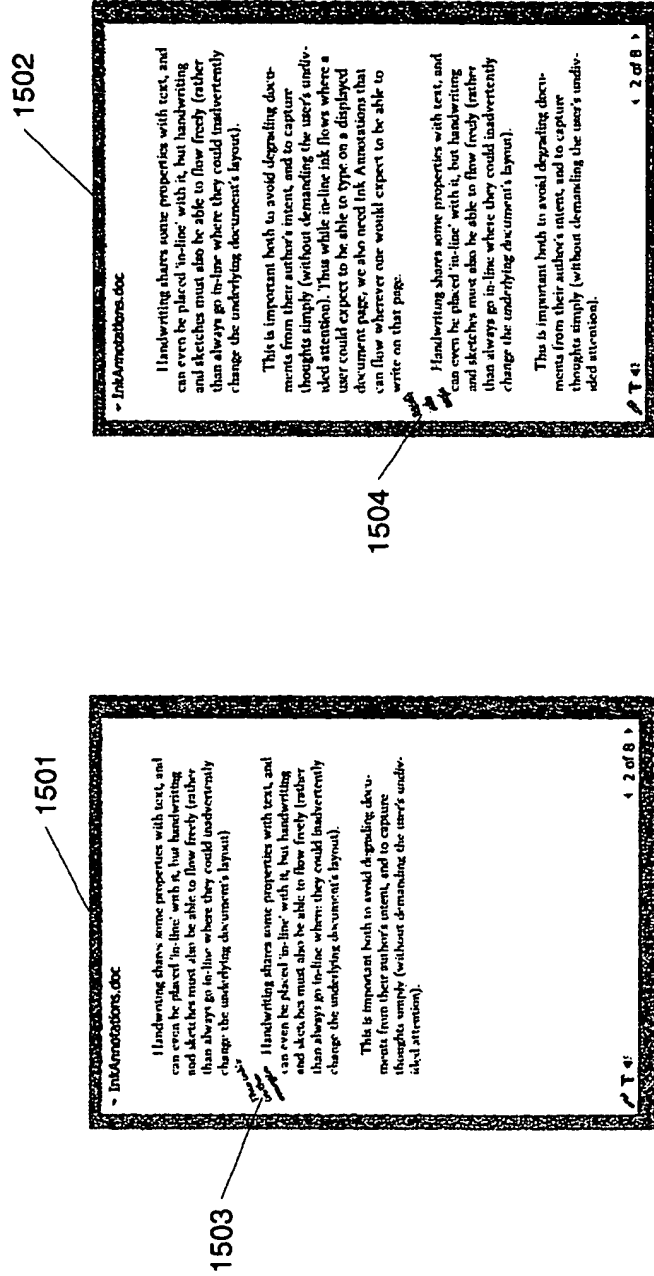 1501
- InkAnnotations.doc
Handwriting shares some properties with text, and
can even be placed 'in-line' with it, but handwriting
and sketches must also be able to flow freely (rather
than always go in-line where they could inadvertently
change the underlying document's layout)
Handwriting shares some properties with text, and
can even be placed 'in-line' with it, but handwriting
and sketches must also be able to flow freely (rather
than always go in-line where they could inadvertently
change the underlying document's layout).
This is important both to avoid degrading docu-
ments from their author's intent, and to capture
thoughts simply (without demanding the user's undiv-
ided attention).
T
2 of 8
1503
1502
- InkAnnotations.doc
Handwriting shares some properties with text, and
can even be placed 'in-line' with it, but handwriting
and sketches must also be able to flow freely (rather
than always go in-line where they could inadvertently
change the underlying document's layout).
This is important both to avoid degrading docu-
ments from their author's intent, and to capture
thoughts simply (without demanding the user's undiv-
ided attention). Thus while in-line ink flows where a
user could expect to be able to type on a displayed
document page, we also need Ink Annotations that
can flow wherever one would expect to be able to
write on that page.
Handwriting shares some properties with text, and
can even be placed 'in-line' with it, but handwriting
and sketches must also be able to flow freely (rather
than always go in-line where they could inadvertently
change the underlying document's layout).
This is important both to avoid degrading docu-
ments from their author's intent, and to capture
thoughts simply (without demanding the user's undiv-
ided attention).
T
2 of 8
1504